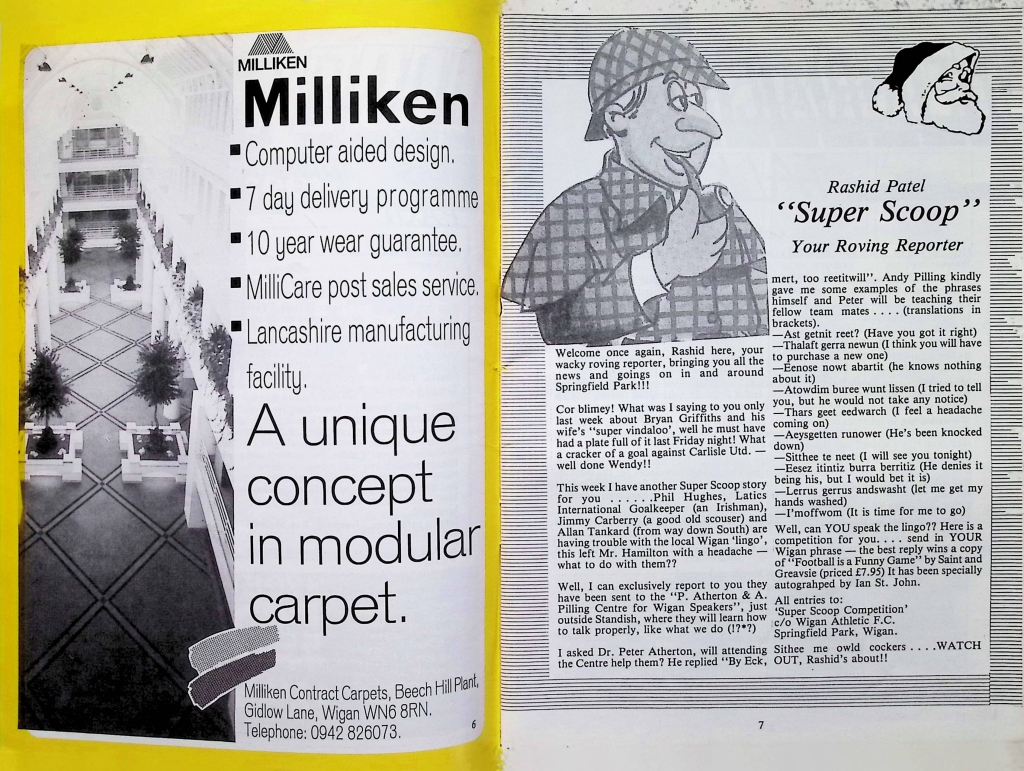 MILLIKEN
Milliken
▪ Computer aided design.
▪ 7 day delivery programme
▪ 10 year wear guarantee.
▪ MilliCare post sales service.
▪ Lancashire manufacturing
facility.
A unique
concept
in modular
carpet.
Milliken Contract Carpets, Beech Hill Plant,
Gidlow Lane, Wigan WN6 8RN.
Telephone: 0942 826073.
6
Rashid Patel
“Super Scoop”
Your Roving Reporter
Welcome once again, Rashid here, your
wacky roving reporter, bringing you all the
news and goings on in and around
Springfield Park!!!
Cor blimey! What was I saying to you only
last week about Bryan Griffiths and his
wife's “super vindaloo', well he must have
had a plate full of it last Friday night! What
a cracker of a goal against Carlisle Utd. —
well done Wendy!!
This week I have another Super Scoop story
for you ......Phil Hughes, Latics
International Goalkeeper (an Irishman),
Jimmy Carberry (a good old scouser) and
Allan Tankard (from way down South) are
having trouble with the local Wigan ‘lingo’,
this left Mr. Hamilton with a headache —
what to do with them??
Well, I can exclusively report to you they
have been sent to the “P. Atherton & A.
Pilling Centre for Wigan Speakers”, just
outside Standish, where they will learn how
to talk properly, like what we do (!?*?)
I asked Dr. Peter Atherton, will attending
the Centre help them? He replied “By Eck,
mert, too reetitwill”. Andy Pilling kindly
gave me some examples of the phrases
himself and Peter will be teaching their
fellow team mates .... (translations in
brackets).
—Ast getnit reet? (Have you got it right)
—Thalaft gerra newun (I think you will have
to purchase a new one)
—Eenose nowt abartit (he knows nothing
about it)
—Atowdim buree wunt lissen (I tried to tell
you, but he would not take any notice)
—Thars geet eedwarch (I feel a headache
coming on)
—Aeysgetten runower (He's been knocked
down)
—Sitthee te neet (I will see you tonight)
—Eesez itintiz burra berritiz (He denies it
being his, but I would bet it is)
—Lerrus gerrus andswasht (let me get my
hands washed)
—I'moffwom (It is time for me to go)
Well, can YOU speak the lingo?? Here is a
competition for you.... send in YOUR
Wigan phrase — the best reply wins a copy
of “Football is a Funny Game” by Saint and
Greavsie (priced £7.95) It has been specially
autograhped by Ian St. John.
All entries to:
‘Super Scoop Competition’
c/o Wigan Athletic F.C.
Springfield Park, Wigan.
Sithee me owld cockers ....WATCH
OUT, Rashid's about!!
7